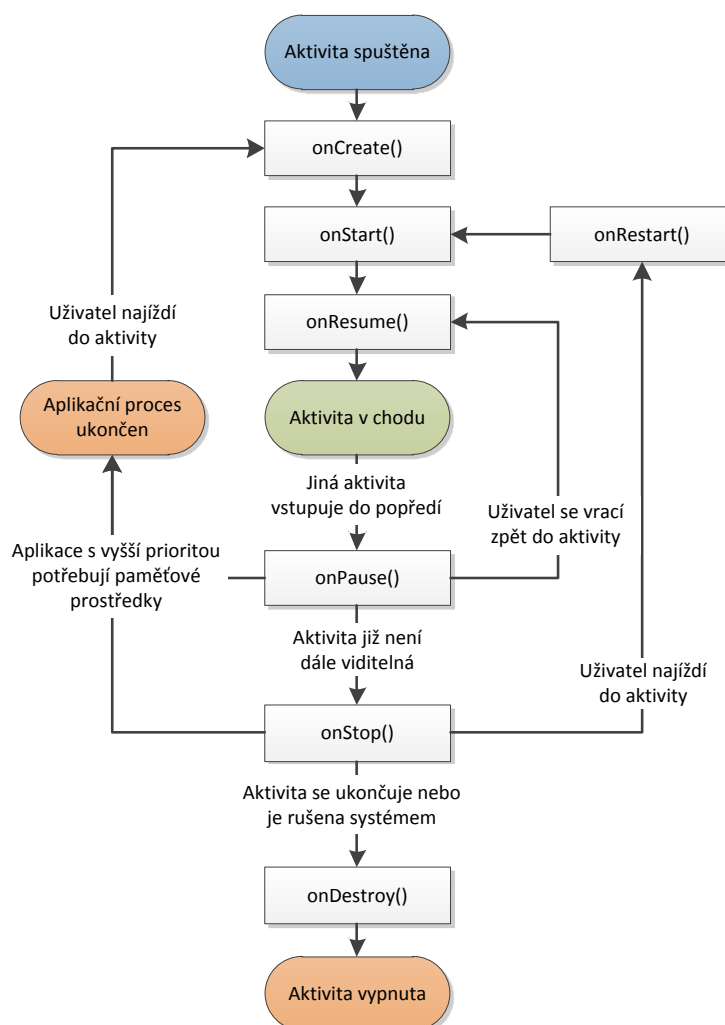 Aktivita spuštěna
onCreate()
onStart()
onRestart()
onResume()
Uživatel najíždí
do aktivity
Aplikační proces
ukončen
Aktivita v chodu
Jiná aktivita
vstupuje do popředí
Uživatel se vrací
zpět do aktivity
Aplikace s vyšší prioritou
potřebují paměťové
prostředky
onPause()
Aktivita již není
dále viditelná
Uživatel najíždí
do aktivity
onStop()
Aktivita se ukončuje nebo
je rušena systémem
onDestroy()
Aktivita vypnuta